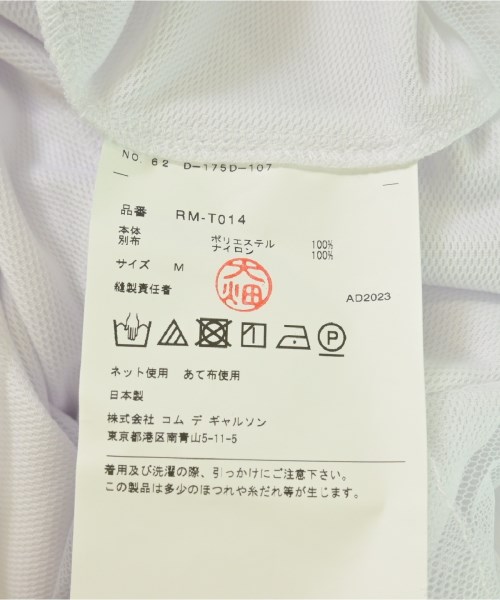 NO. 62 D-175D-107
品番 RM-T014
本体 ポリエステル 100%
別布 ナイロン 100%
サイズ M
大畑
縫製責任者
AD2023
ネット使用 あて布使用
日本製
株式会社 コム デ ギャルソン
東京都港区南青山5-11-5
着用及び洗濯の際、引っかけにご注意下さい。
この製品は多少のほつれや糸だれ等が生じます。